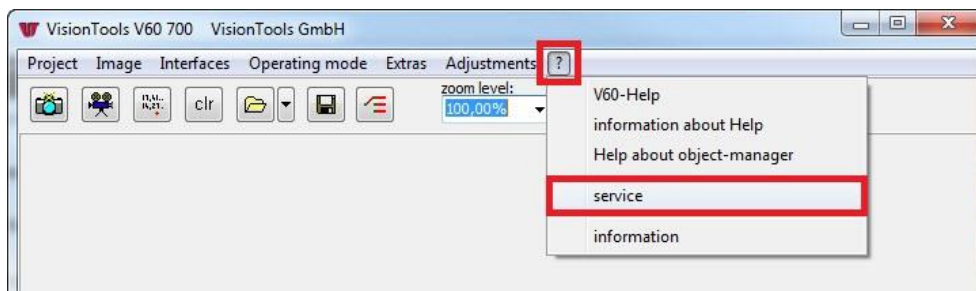 VisionTools V60 700 VisionTools GmbH
Project Image Interfaces Operating mode Extras Adjustments ?
clr
zoom level:
100,00%
V60-Help
information about Help
Help about object-manager
service
information